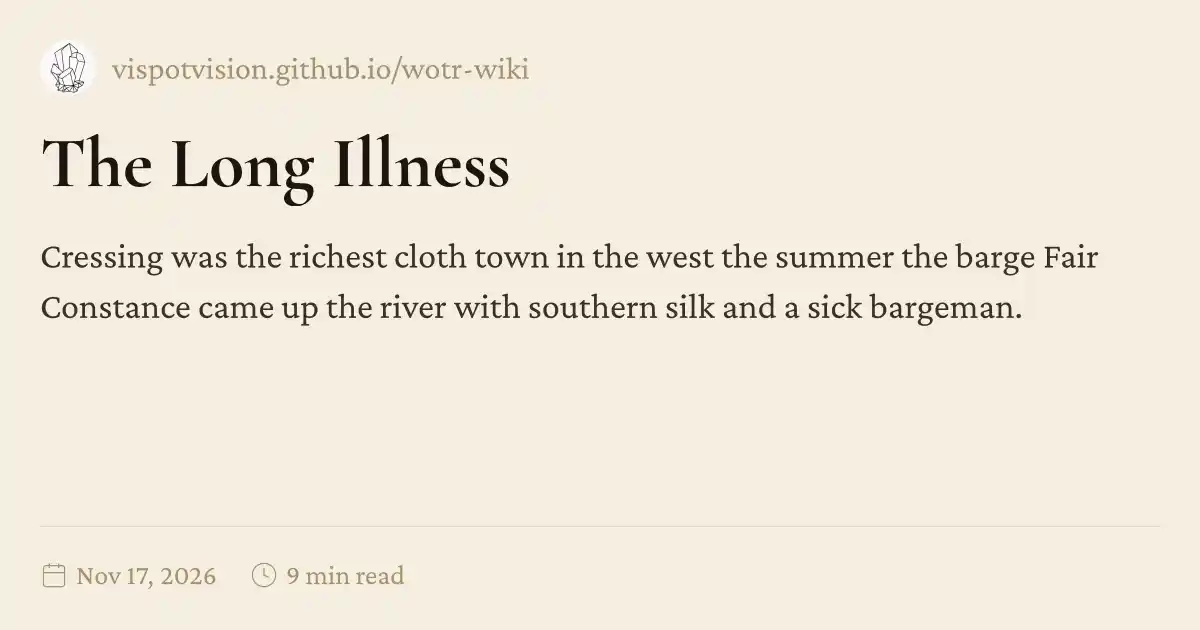 vispotvision.github.io/wotr-wiki
The Long Illness
Cressing was the richest cloth town in the west the summer the barge Fair
Constance came up the river with southern silk and a sick bargeman.
Nov 17, 2026
9 min read